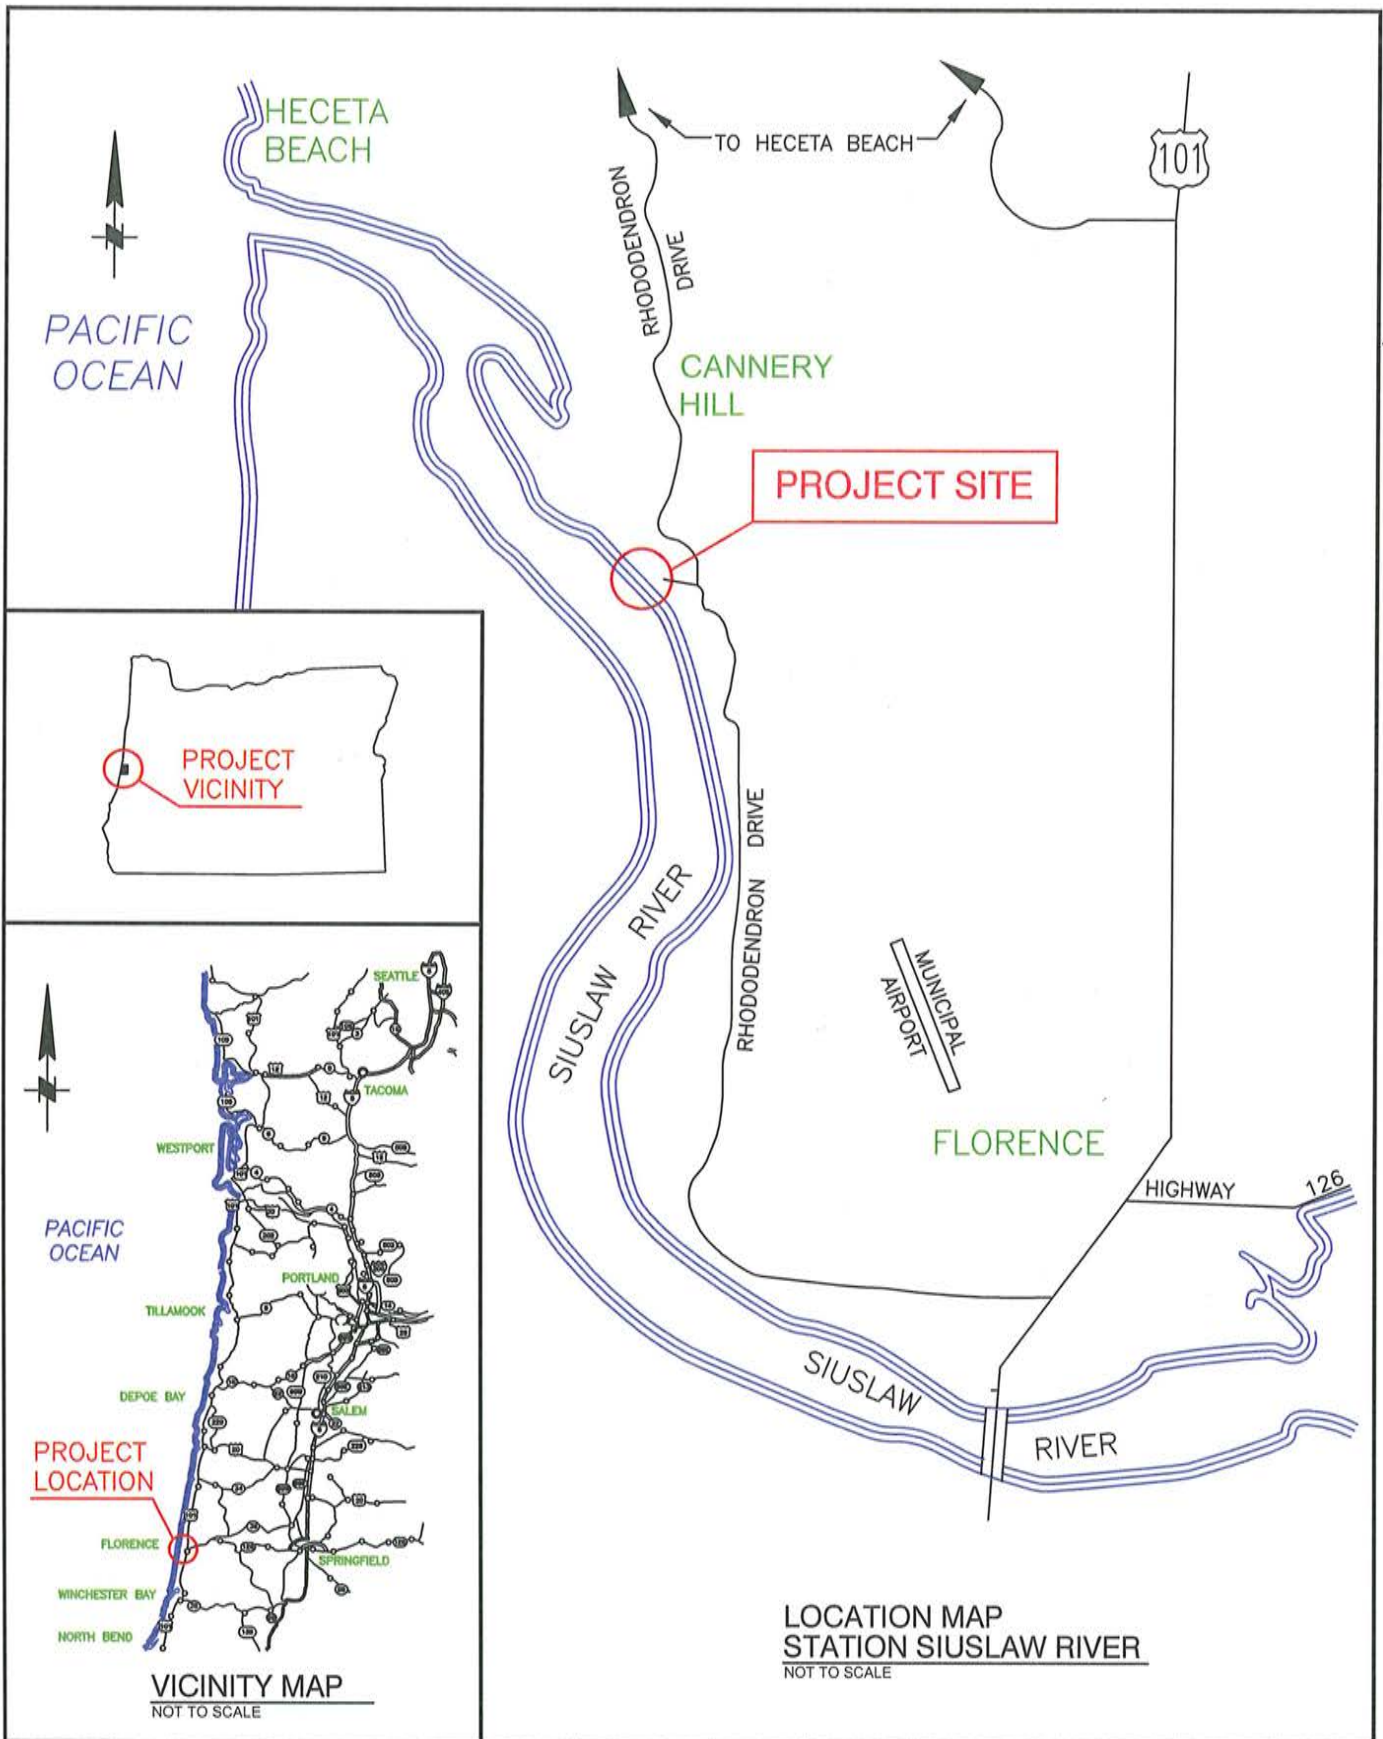 HECETA
BEACH
TO HECETA BEACH
101
RHODODENDRON
DRIVE
PACIFIC
OCEAN
CANNERY
HILL
PROJECT SITE
PROJECT
VICINITY
RHODODENDRON DRIVE
SIUSLAW RIVER
MUNICIPAL
AIRPORT
FLORENCE
HIGHWAY 126
SIUSLAW
RIVER
SEATTLE
TACOMA
WESTPORT
PACIFIC
OCEAN
PORTLAND
TILLAMOOK
DEPOE BAY
SALEM
PROJECT
LOCATION
FLORENCE
SPRINGFIELD
WINCHESTER BAY
NORTH BEND
VICINITY MAP
NOT TO SCALE
LOCATION MAP
STATION SIUSLAW RIVER
NOT TO SCALE